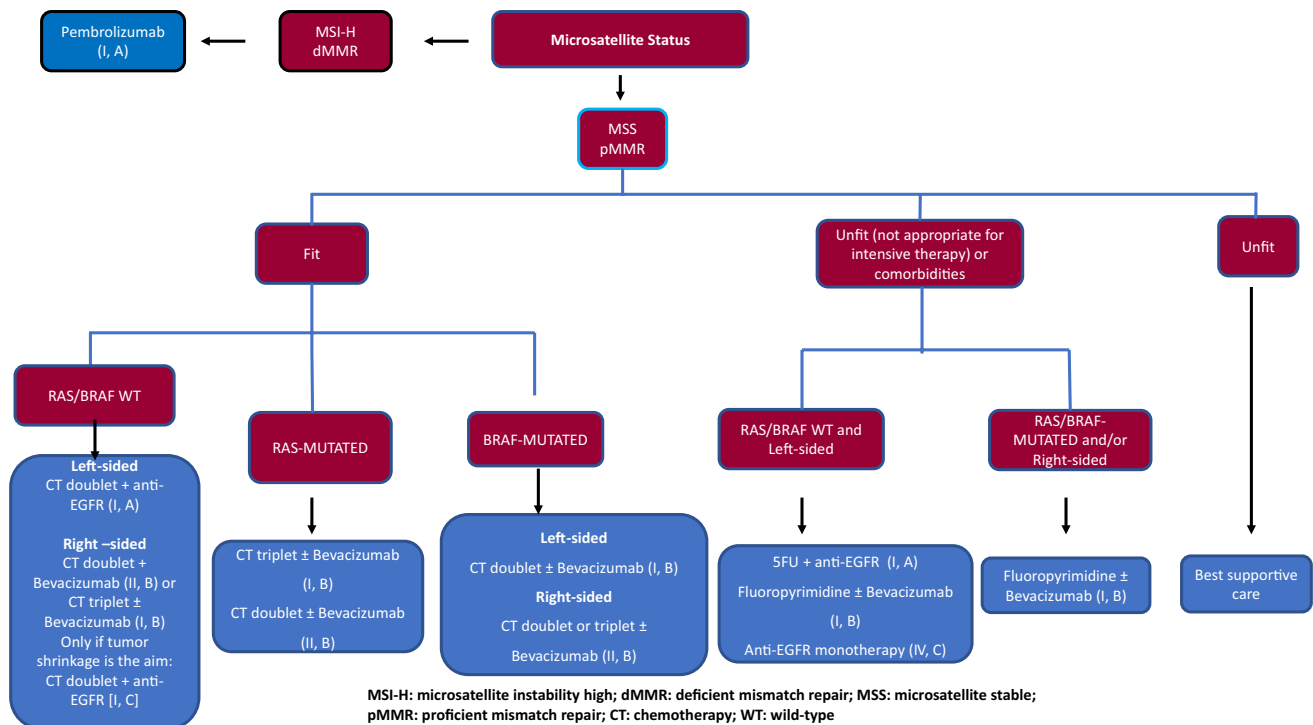 Pembrolizumab
(I, A)
MSI-H
dMMR
Microsatellite Status
MSS
pMMR
Fit
Unfit (not appropriate for
intensive therapy) or
comorbidities
Unfit
RAS/BRAF WT
RAS-MUTATED
BRAF-MUTATED
RAS/BRAF WT and
Left-sided
RAS/BRAF-
MUTATED and/or
Right-sided
Left-sided
CT doublet + anti-
EGFR (I, A)
Right –sided
CT doublet +
Bevacizumab (II, B) or
CT triplet ±
Bevacizumab (I, B)
Only if tumor
shrinkage is the aim:
CT doublet + anti-
EGFR [I, C]
CT triplet ± Bevacizumab
(I, B)
CT doublet ± Bevacizumab
(II, B)
Left-sided
CT doublet ± Bevacizumab (I, B)
Right-sided
CT doublet or triplet ±
Bevacizumab (II, B)
5FU + anti-EGFR (I, A)
Fluoropyrimidine ± Bevacizumab
(I, B)
Anti-EGFR monotherapy (IV, C)
Fluoropyrimidine ±
Bevacizumab (I, B)
Best supportive
care
MSI-H: microsatellite instability high; dMMR: deficient mismatch repair; MSS: microsatellite stable;
pMMR: proficient mismatch repair; CT: chemotherapy; WT: wild-type